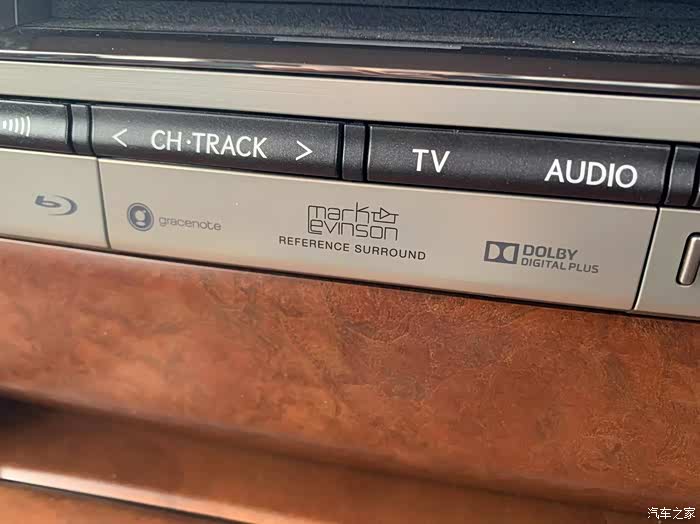 < CH·TRACK >
TV
AUDIO
gracenote
mark
levinson
REFERENCE SURROUND
DOLBY
DIGITAL PLUS
汽车之家